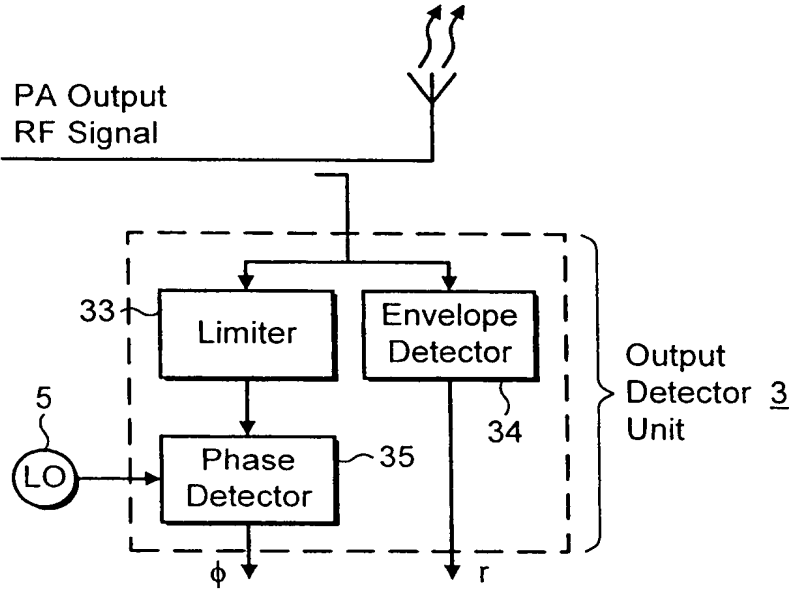 PA Output
RF Signal
33
Limiter
Envelope
Detector
34
Output
Detector 3
Unit
5
LO
Phase
Detector
35
ϕ
r